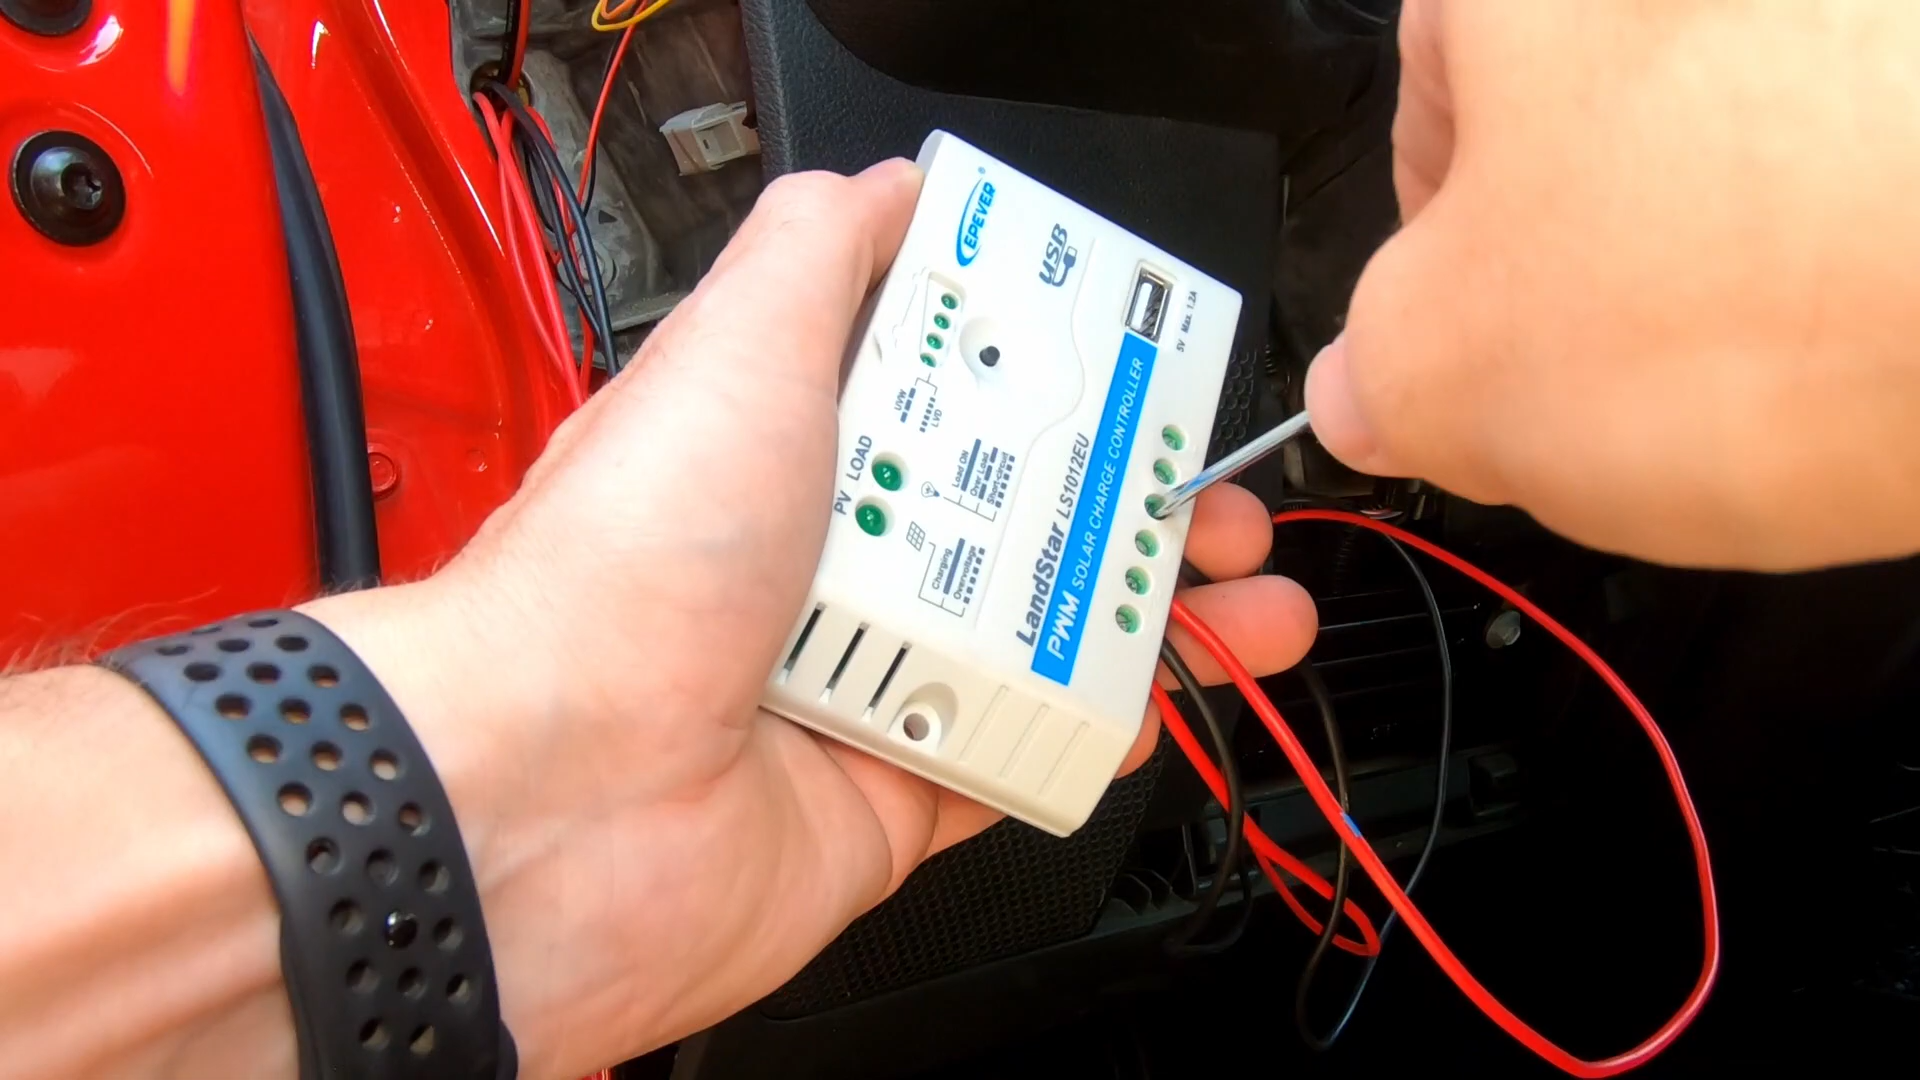 EPEVER®
USB
5V Max. 1.2A
UVW
LVD
LOAD
PV
Load ON
Over Load
Short-circuit
Charging
Overvoltage
LandStar LS1012EU
PWM SOLAR CHARGE CONTROLLER